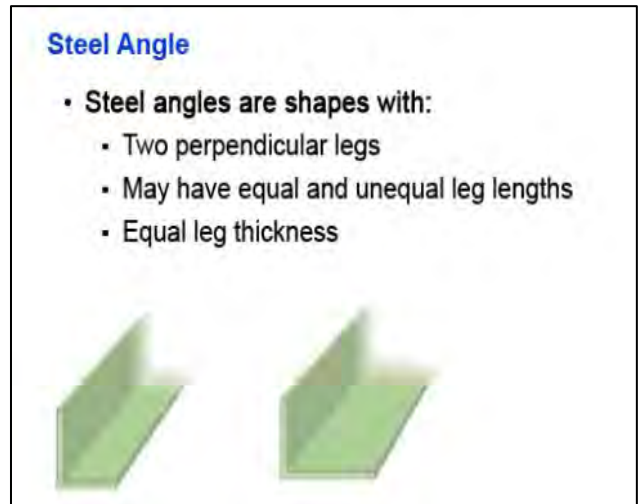 Steel Angle
• Steel angles are shapes with:
▪ Two perpendicular legs
▪ May have equal and unequal leg lengths
▪ Equal leg thickness